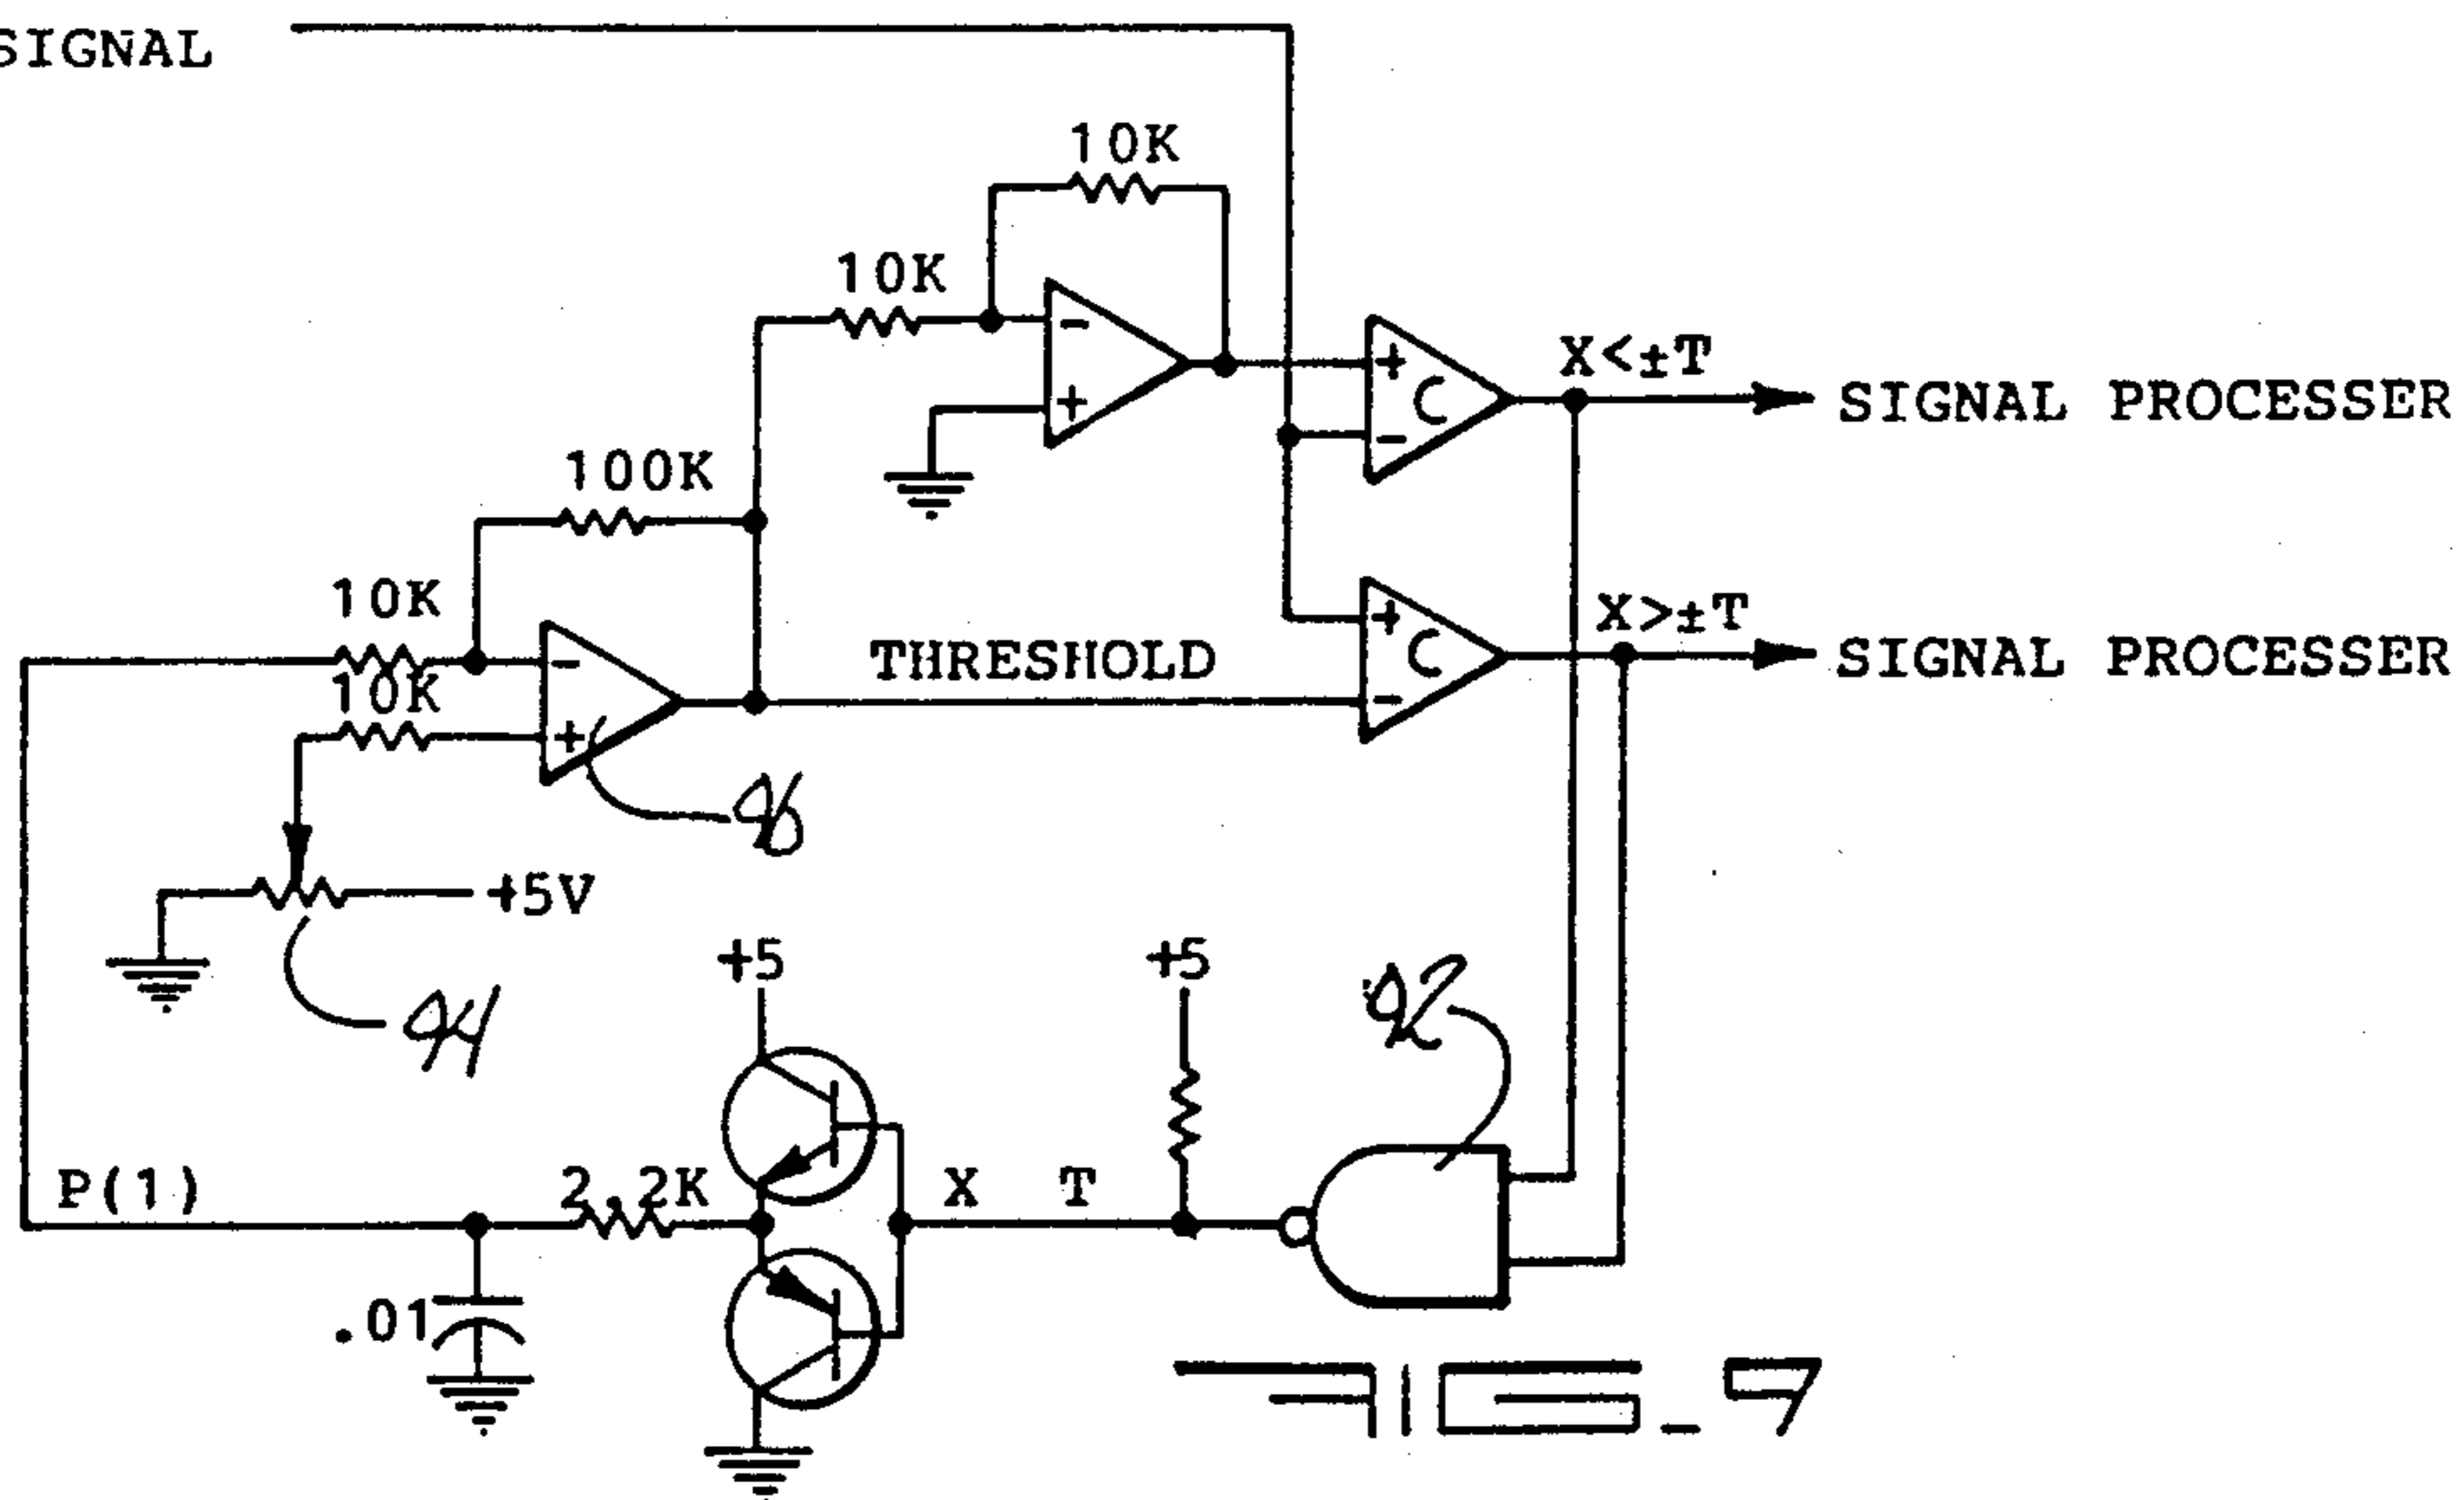 SIGNAL
10K
10K
X<±T
SIGNAL PROCESSER
100K
10K
X>±T
THRESHOLD
SIGNAL PROCESSER
10K
96
+5V
+5
+5
92
94
P(1)
2.2K
X T
.01
FIG_7